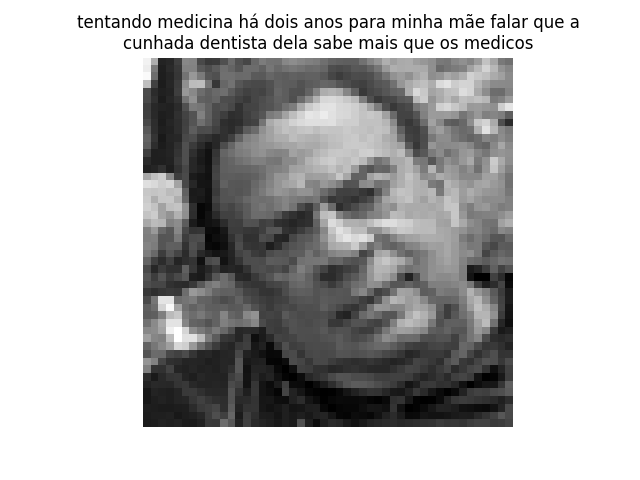 tentando medicina há dois anos para minha mãe falar que a
cunhada dentista dela sabe mais que os medicos